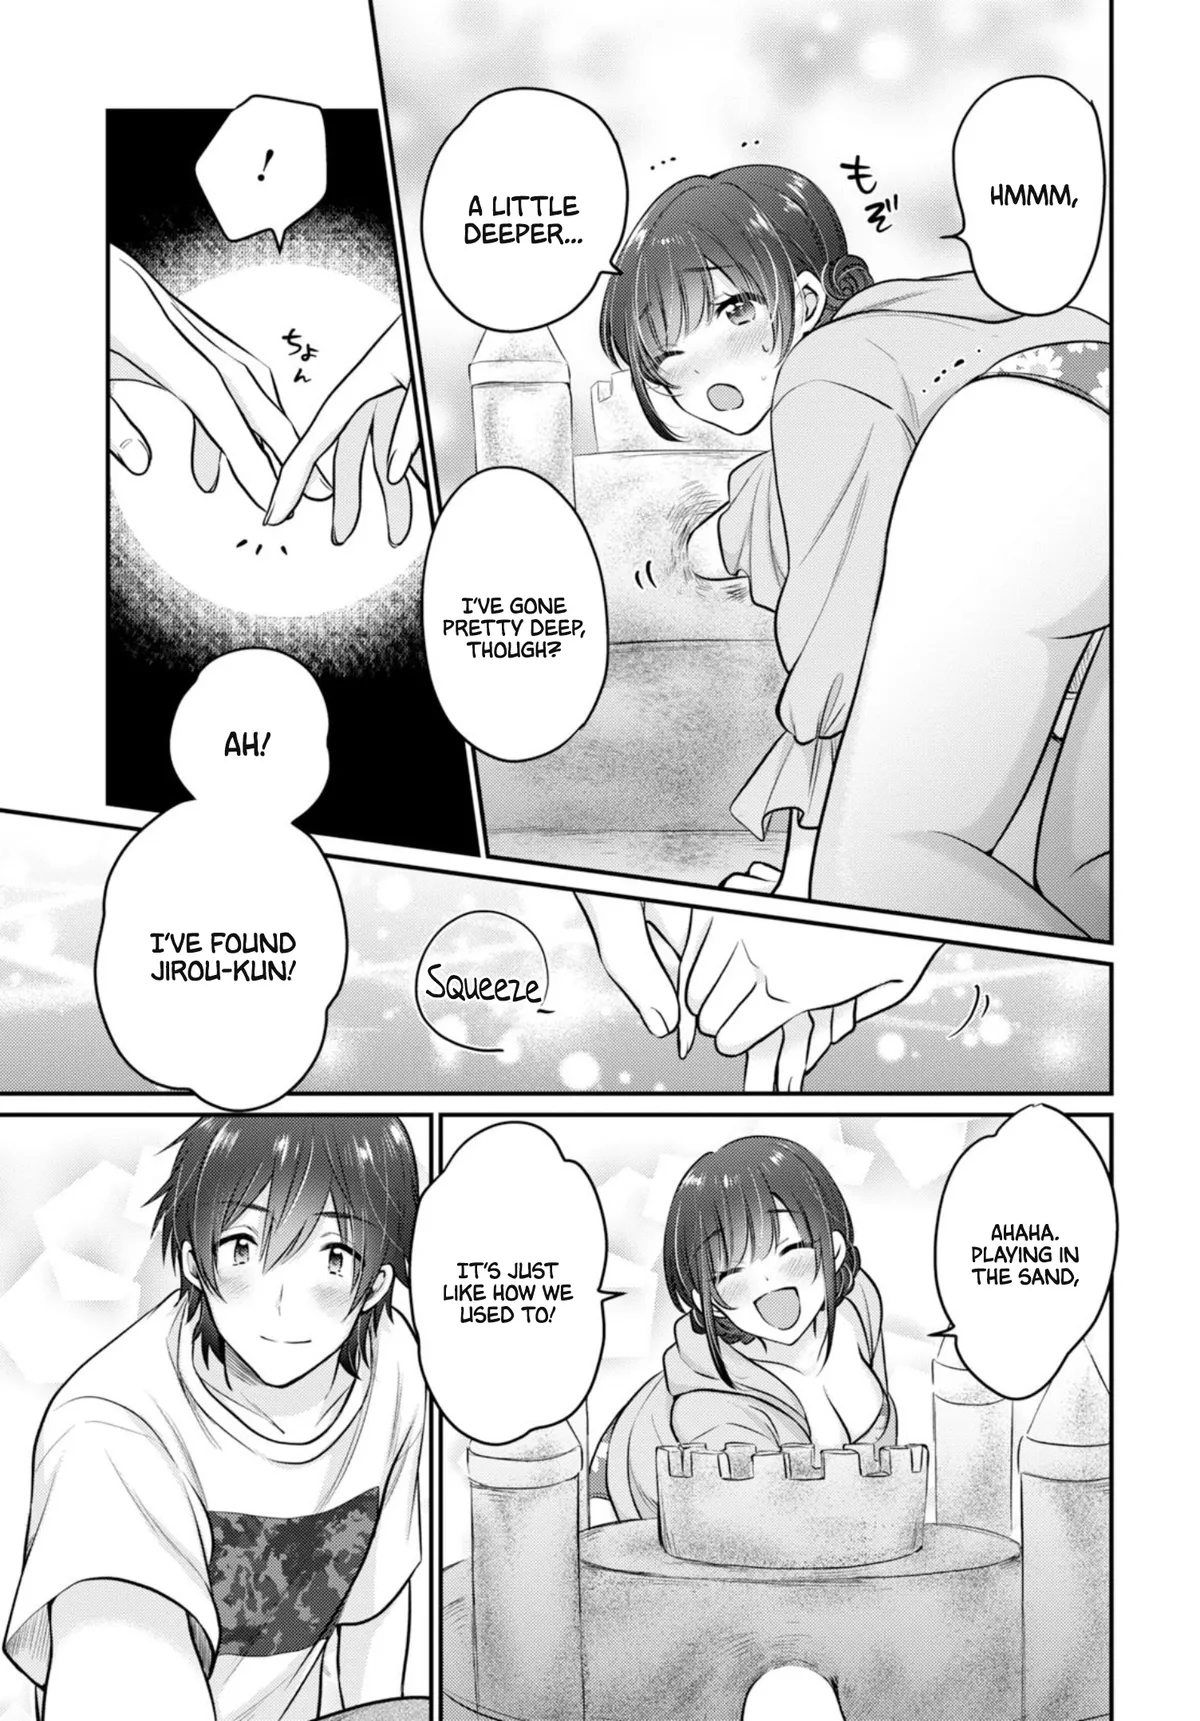 HMMM,
もぞ
A LITTLE
DEEPER...
I'VE GONE
PRETTY DEEP,
THOUGH?
!
ちょん
AH!
I'VE FOUND
JIROU-KUN!
Squeeze
AHAHA.
PLAYING IN
THE SAND,
IT'S JUST
LIKE HOW WE
USED TO!